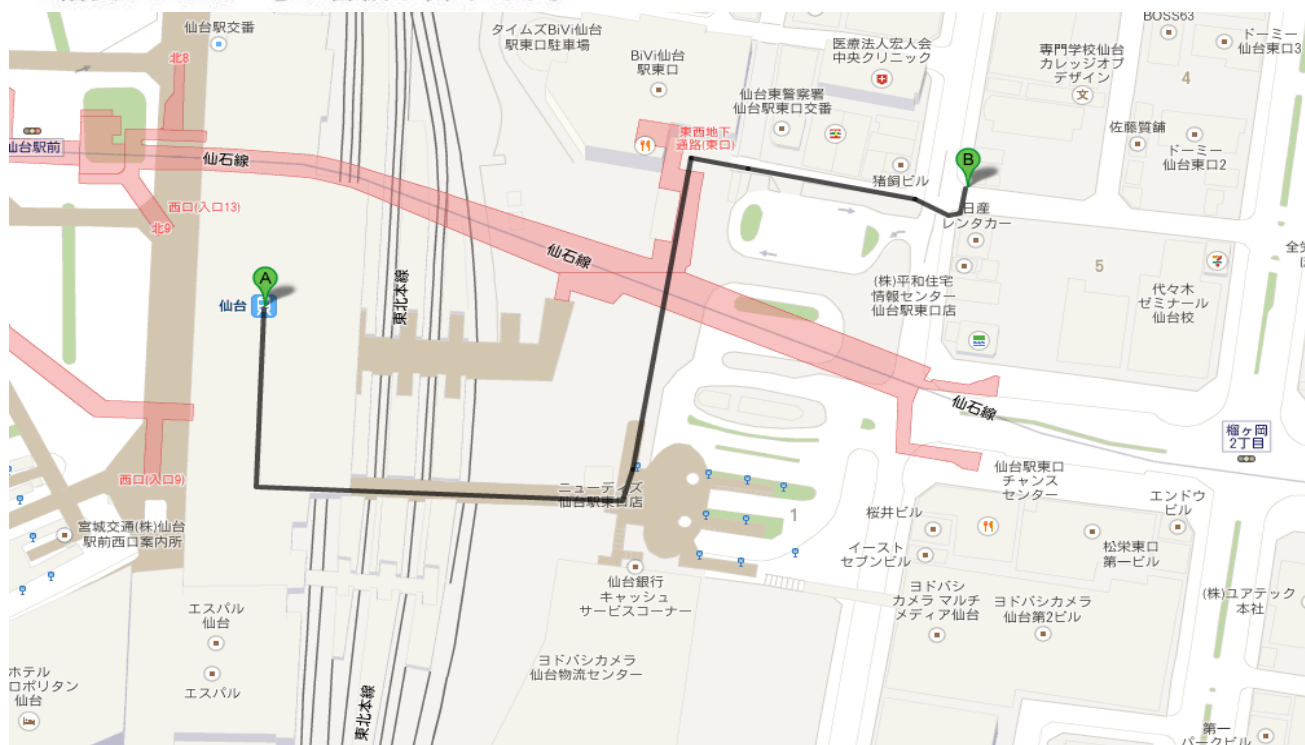 仙台駅交番
タイムズBiVi仙台
駅東口駐車場
BiVi仙台
駅東口
医療法人宏人会
中央クリニック
BOSS63
ドーミー
仙台東口3
専門学校仙台
カレッジオブ
デザイン
4
北8
仙台東警察署
仙台駅東口交番
佐藤質舗
ドーミー
仙台東口2
仙台駅前
仙石線
東西地下
通路(東口)
B
猪飼ビル
西口(入口13)
北9
日産
レンタカー
仙石線
A
仙台
東北本線
(株)平和住宅
情報センター
仙台駅東口店
5
代々木
ゼミナール
仙台校
仙石線
榴ヶ岡
2丁目
西口(入口9)
仙台駅東口
チャンス
センター
ニューデイズ
仙台駅東口店
1
桜井ビル
エンドウ
ビル
宮城交通(株)仙台
駅前西口案内所
イースト
セブンビル
松栄東口
第一ビル
仙台銀行
キャッシュ
サービスコーナー
ヨドバシ
カメラ マルチ
メディア仙台
ヨドバシカメラ
仙台第2ビル
(株)ユアテック
本社
エスパル
仙台
ヨドバシカメラ
仙台物流センター
ホテル
ロポリタン
仙台
エスパル
東北本線
第一
パークビル